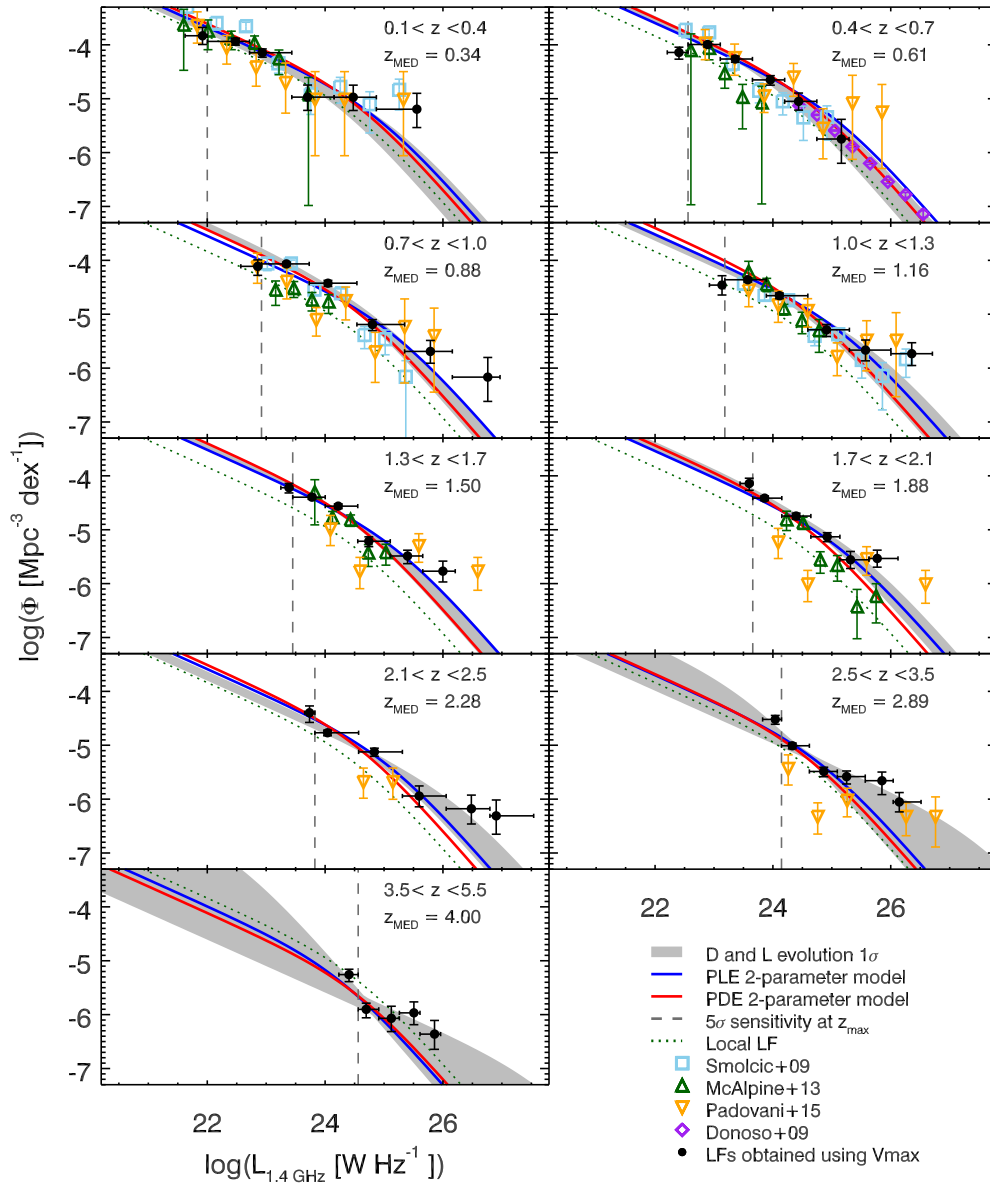 0.1< z <0.4
z_MED = 0.34
0.4< z <0.7
z_MED = 0.61
-4
-5
-6
-7
0.7< z <1.0
z_MED = 0.88
1.0< z <1.3
z_MED = 1.16
-4
-5
-6
-7
1.3< z <1.7
z_MED = 1.50
1.7< z <2.1
z_MED = 1.88
-4
-5
-6
-7
2.1< z <2.5
z_MED = 2.28
2.5< z <3.5
z_MED = 2.89
-4
-5
-6
-7
3.5< z <5.5
z_MED = 4.00
-4
-5
-6
-7
log(Φ [Mpc^-3 dex^-1])
22 24 26
22 24 26
log(L_1.4 GHz [W Hz^-1 ])
D and L evolution 1σ
PLE 2-parameter model
PDE 2-parameter model
5σ sensitivity at z_max
Local LF
Smolcic+09
McAlpine+13
Padovani+15
Donoso+09
LFs obtained using Vmax